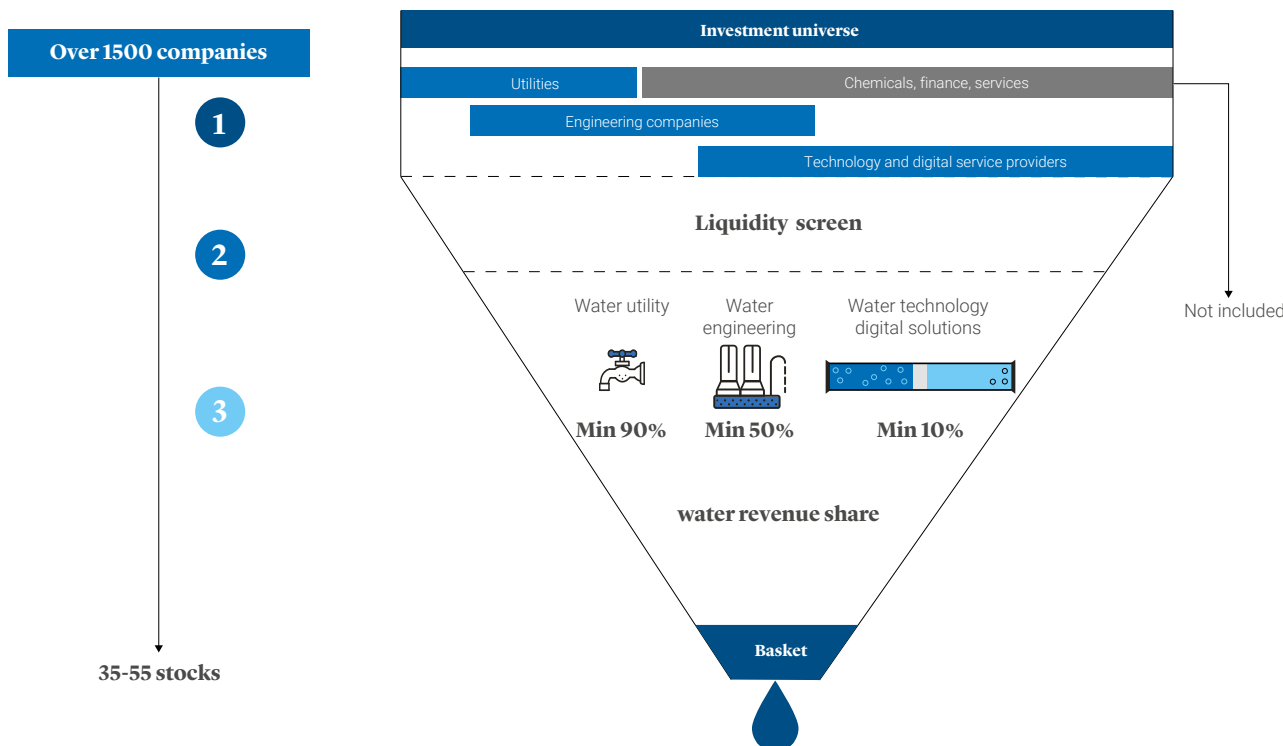 Over 1500 companies
1
2
3
35-55 stocks
Investment universe
Utilities
Chemicals, finance, services
Engineering companies
Technology and digital service providers
Liquidity screen
Water utility
Water
engineering
Water technology
digital solutions
Min 90%
Min 50%
Min 10%
water revenue share
Basket
Not included